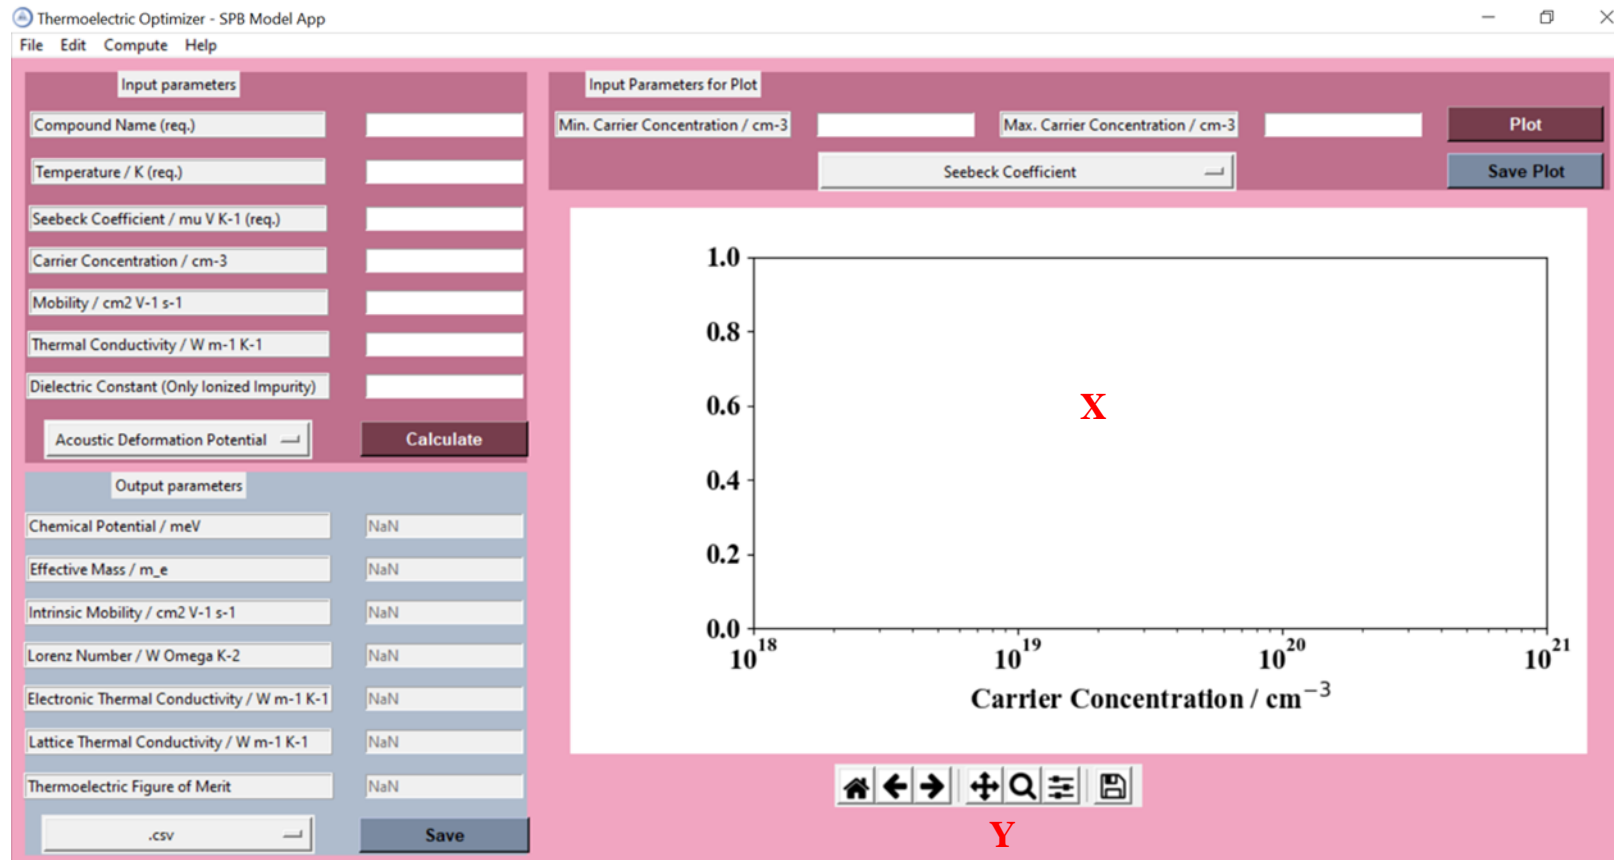 Thermoelectric Optimizer - SPB Model App
File Edit Compute Help
Input parameters
Compound Name (req.)
Temperature / K (req.)
Seebeck Coefficient / mu V K-1 (req.)
Carrier Concentration / cm-3
Mobility / cm2 V-1 s-1
Thermal Conductivity / W m-1 K-1
Dielectric Constant (Only Ionized Impurity)
Acoustic Deformation Potential Calculate
Output parameters
Chemical Potential / meV NaN
Effective Mass / m_e NaN
Intrinsic Mobility / cm2 V-1 s-1 NaN
Lorenz Number / W Omega K-2 NaN
Electronic Thermal Conductivity / W m-1 K-1 NaN
Lattice Thermal Conductivity / W m-1 K-1 NaN
Thermoelectric Figure of Merit NaN
.csv Save
Input Parameters for Plot
Min. Carrier Concentration / cm-3 Max. Carrier Concentration / cm-3 Plot
Seebeck Coefficient Save Plot
1.0
0.8
0.6 X
0.4
0.2
0.0
10^18 10^19 10^20 10^21
Carrier Concentration / cm^−3
Y